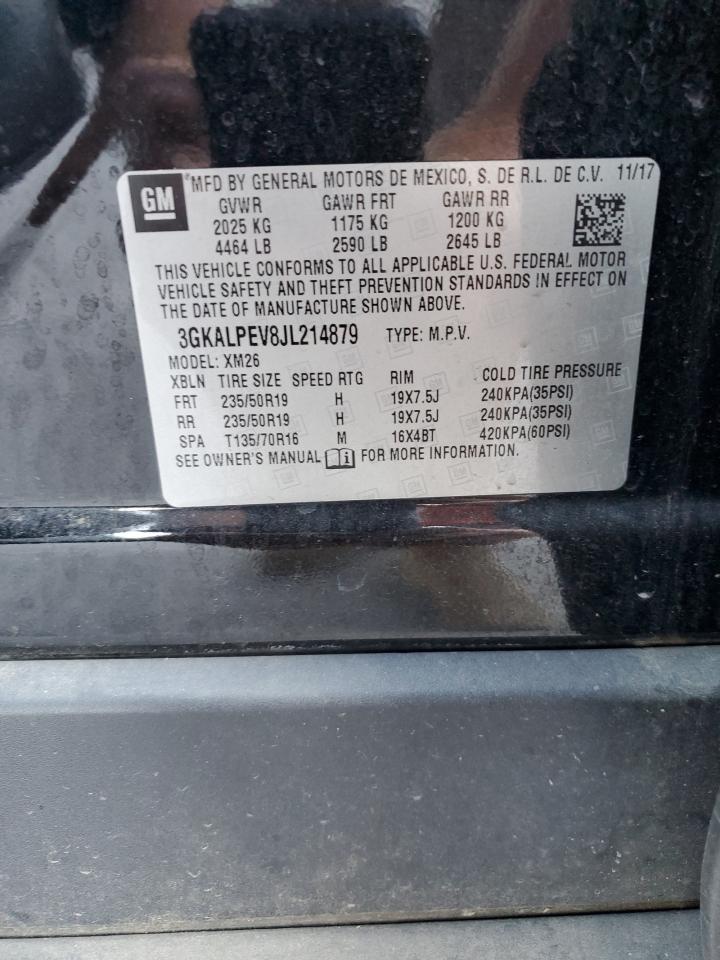 GM MFD BY GENERAL MOTORS DE MEXICO, S. DE R.L. DE C.V. 11/17
GVWR GAWR FRT GAWR RR
2025 KG 1175 KG 1200 KG
4464 LB 2590 LB 2645 LB
THIS VEHICLE CONFORMS TO ALL APPLICABLE U.S. FEDERAL MOTOR
VEHICLE SAFETY AND THEFT PREVENTION STANDARDS IN EFFECT ON
THE DATE OF MANUFACTURE SHOWN ABOVE.
3GKALPEV8JL214879 TYPE: M.P.V.
MODEL: XM26
XBLN TIRE SIZE SPEED RTG RIM COLD TIRE PRESSURE
FRT 235/50R19 H 19X7.5J 240KPA(35PSI)
RR 235/50R19 H 19X7.5J 240KPA(35PSI)
SPA T135/70R16 M 16X4BT 420KPA(60PSI)
SEE OWNER'S MANUAL i FOR MORE INFORMATION.